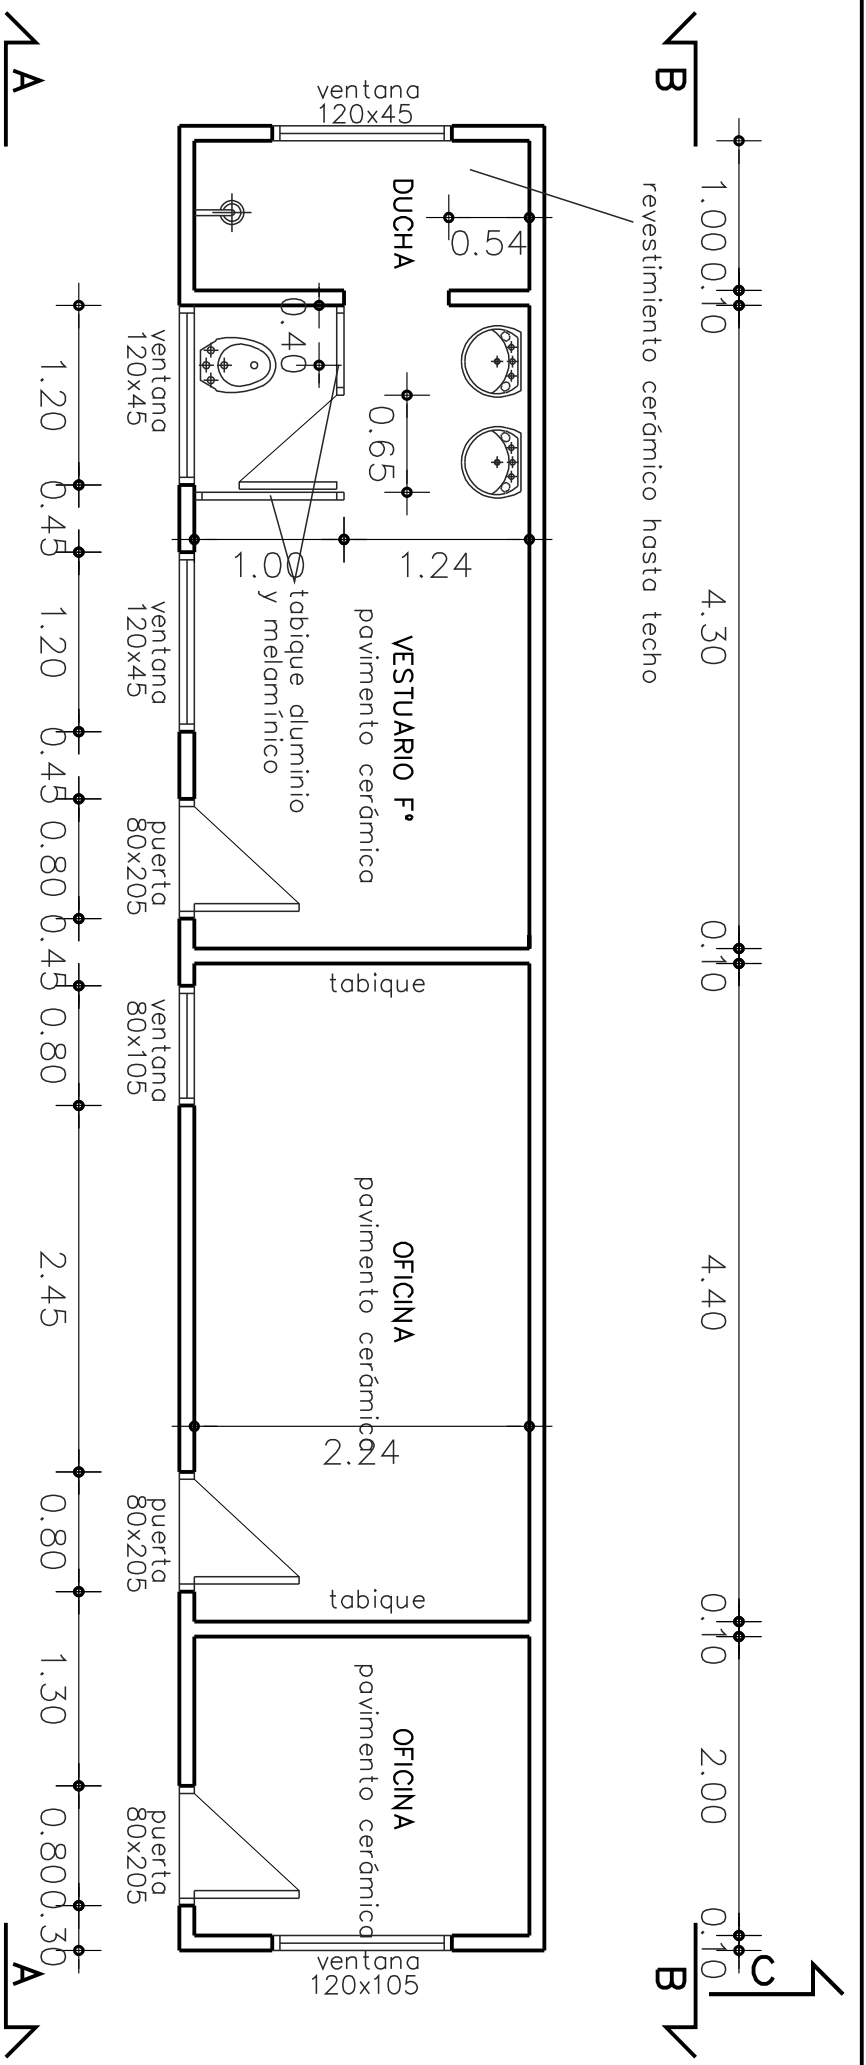 A
B
ventana
120x45
revestimiento cerámico hasta techo
DUCHA
0.54
1.00
0.10
4.30
0.10
4.40
0.10
2.00
0.10
0.40
0.65
1.00
1.24
ventana
120x45
tabique aluminio
y melamínico
VESTUARIO Fº
pavimento cerámica
ventana
120x45
puerta
80x205
tabique
ventana
80x105
OFICINA
pavimento cerámica
2.24
puerta
80x205
tabique
OFICINA
pavimento cerámica
puerta
80x205
ventana
120x105
1.20
0.45
1.20
0.45
0.80
0.45
0.80
2.45
0.80
1.30
0.80
0.30
A
B
C